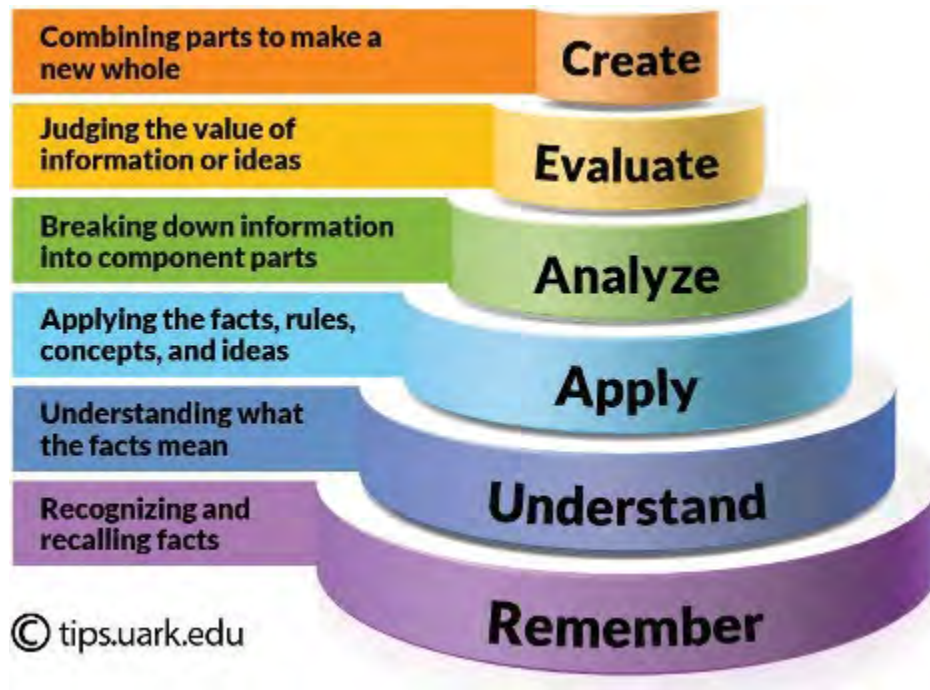 Combining parts to make a
new whole
Create
Judging the value of
information or ideas
Evaluate
Breaking down information
into component parts
Analyze
Applying the facts, rules,
concepts, and ideas
Apply
Understanding what
the facts mean
Understand
Recognizing and
recalling facts
Remember
© tips.uark.edu